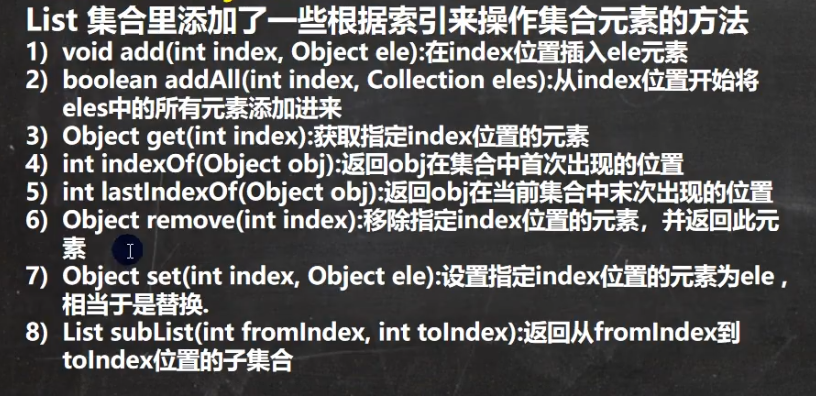 List 集合里添加了一些根据索引来操作集合元素的方法
1) void add(int index, Object ele):在index位置插入ele元素
2) boolean addAll(int index, Collection eles):从index位置开始将
eles中的所有元素添加进来
3) Object get(int index):获取指定index位置的元素
4) int indexOf(Object obj):返回obj在集合中首次出现的位置
5) int lastIndexOf(Object obj):返回obj在当前集合中末次出现的位置
6) Object remove(int index):移除指定index位置的元素，并返回此元
素
7) Object set(int index, Object ele):设置指定index位置的元素为ele ,
相当于是替换.
8) List subList(int fromIndex, int toIndex):返回从fromIndex到
toIndex位置的子集合